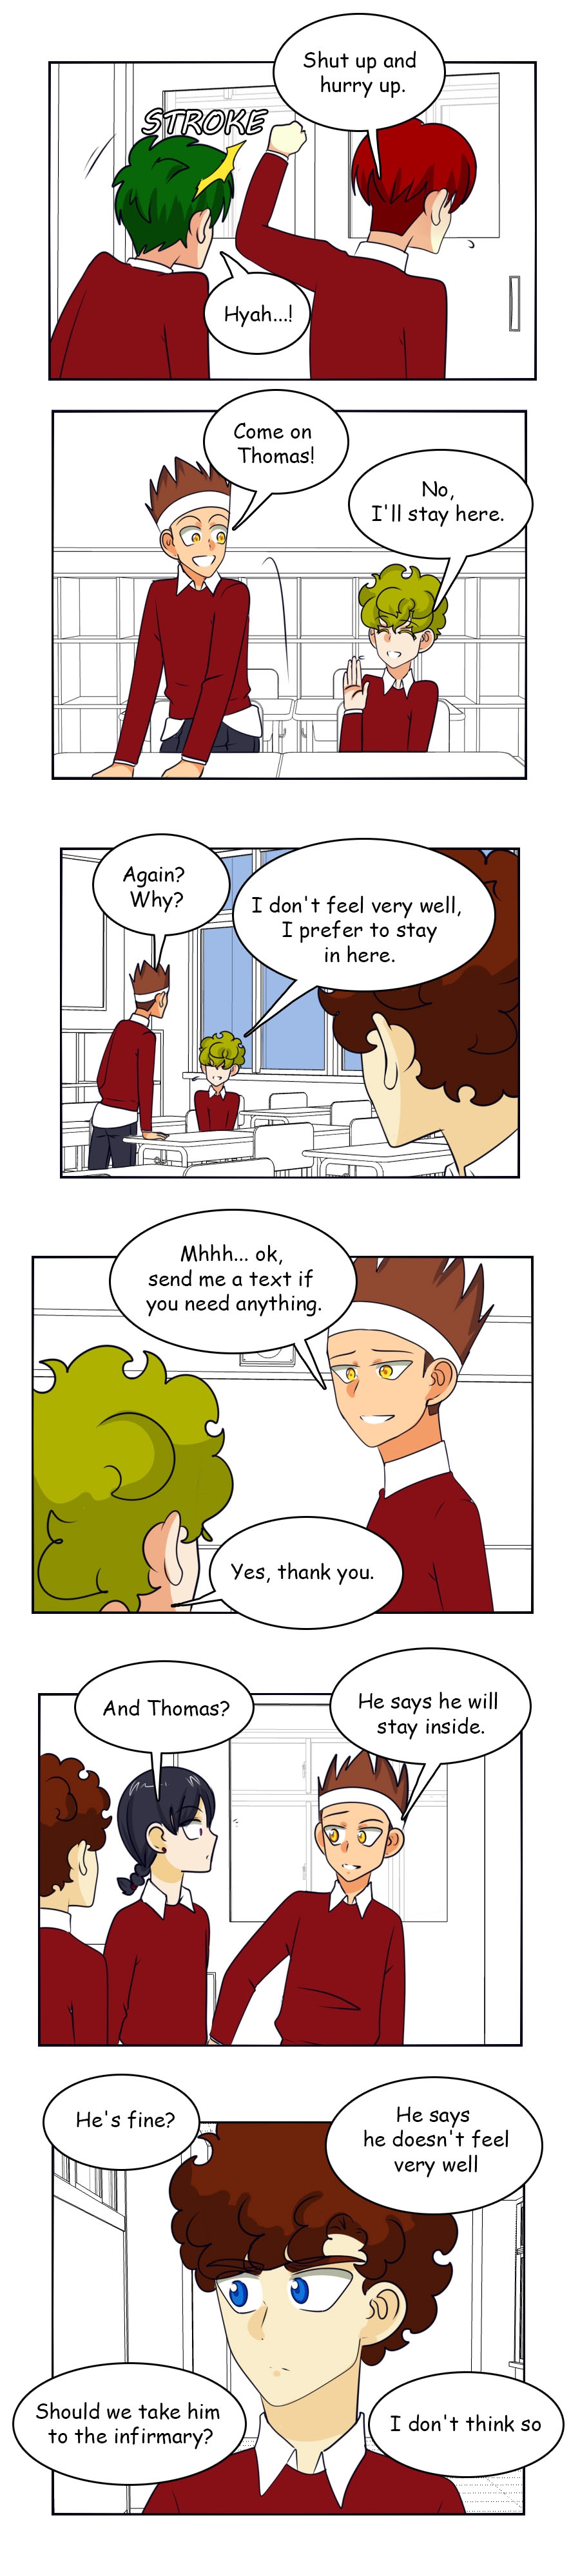 Shut up and
hurry up.
STROKE
Hyah...!
Come on
Thomas!
No,
I'll stay here.
Again?
Why?
I don't feel very well,
I prefer to stay
in here.
Mhhh... ok,
send me a text if
you need anything.
Yes, thank you.
And Thomas?
He says he will
stay inside.
He's fine?
He says
he doesn't feel
very well
Should we take him
to the infirmary?
I don't think so